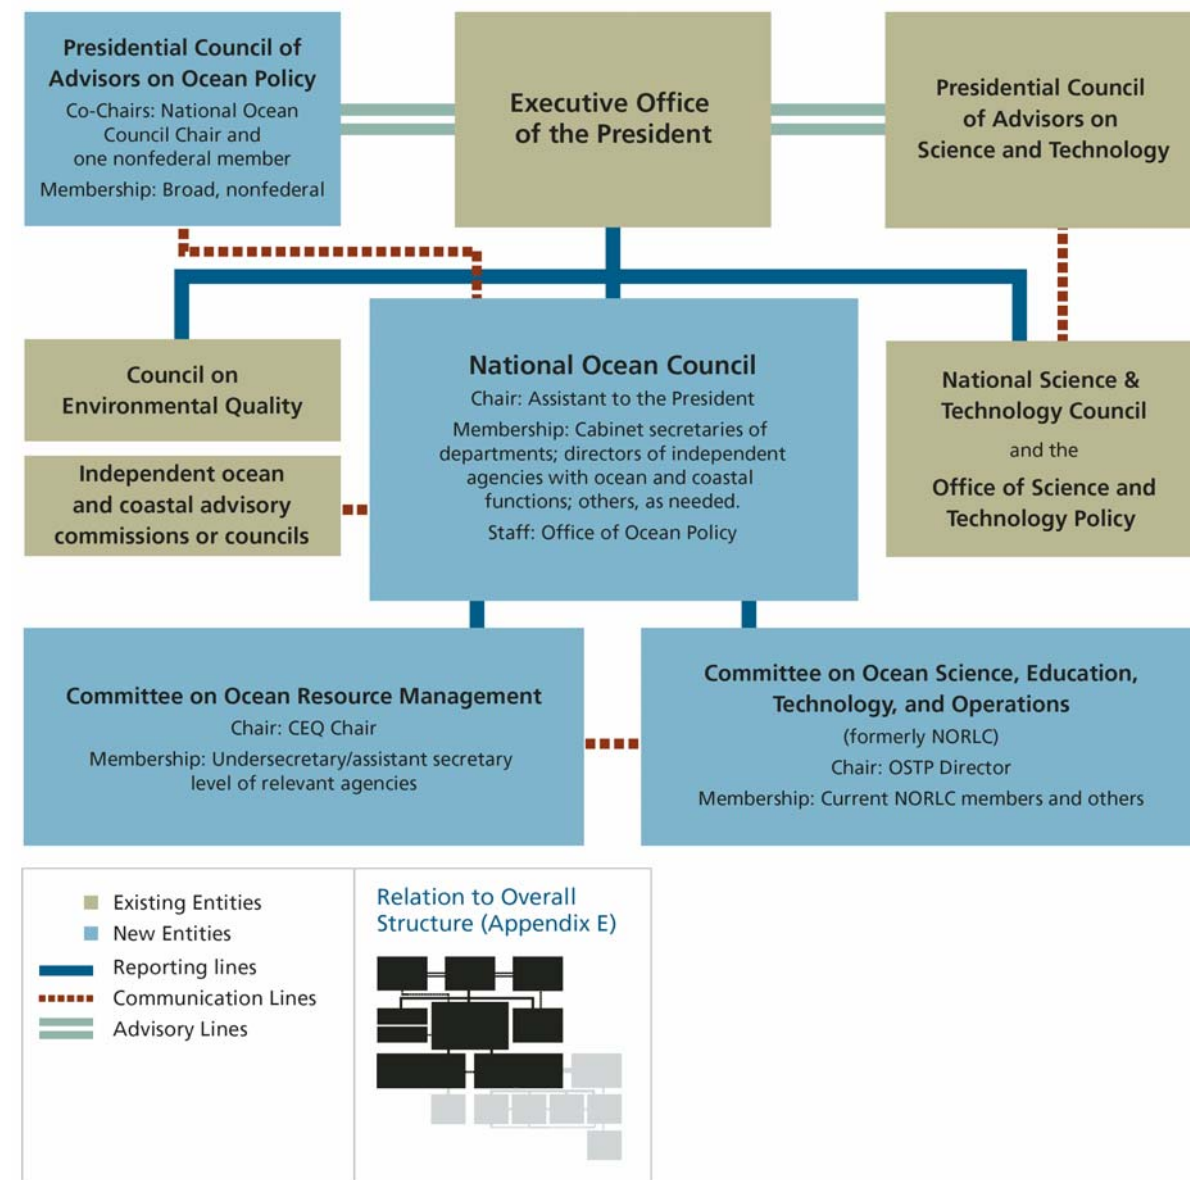 Presidential Council of
Advisors on Ocean Policy
Co-Chairs: National Ocean
Council Chair and
one nonfederal member
Membership: Broad, nonfederal
Executive Office
of the President
Presidential Council
of Advisors on
Science and Technology
Council on
Environmental Quality
Independent ocean
and coastal advisory
commissions or councils
National Ocean Council
Chair: Assistant to the President
Membership: Cabinet secretaries of
departments; directors of independent
agencies with ocean and coastal
functions; others, as needed.
Staff: Office of Ocean Policy
National Science &
Technology Council
and the
Office of Science and
Technology Policy
Committee on Ocean Resource Management
Chair: CEQ Chair
Membership: Undersecretary/assistant secretary
level of relevant agencies
Committee on Ocean Science, Education,
Technology, and Operations
(formerly NORLC)
Chair: OSTP Director
Membership: Current NORLC members and others
Existing Entities
New Entities
Reporting lines
Communication Lines
Advisory Lines
Relation to Overall
Structure (Appendix E)